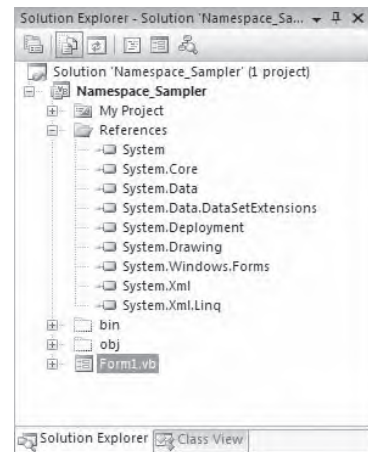 Solution Explorer - Solution 'Namespace_Sa...
Solution 'Namespace_Sampler' (1 project)
Namespace_Sampler
My Project
References
System
System.Core
System.Data
System.Data.DataSetExtensions
System.Deployment
System.Drawing
System.Windows.Forms
System.Xml
System.Xml.Linq
bin
obj
Form1.vb
Solution Explorer Class View